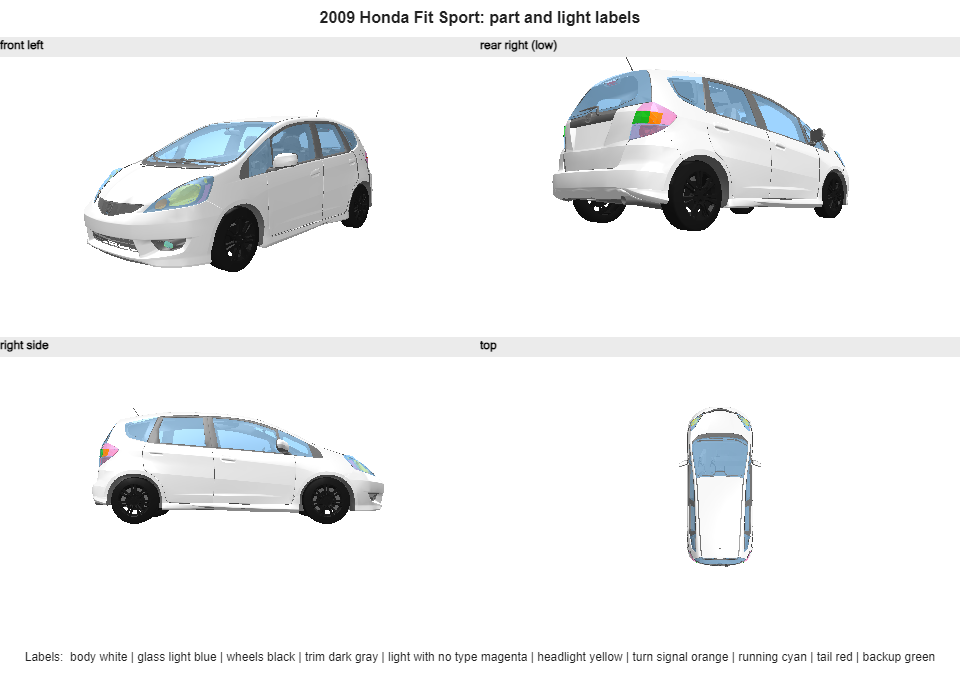 2009 Honda Fit Sport: part and light labels
front left
rear right (low)
right side
top
Labels:  body white | glass light blue | wheels black | trim dark gray | light with no type magenta | headlight yellow | turn signal orange | running cyan | tail red | backup green